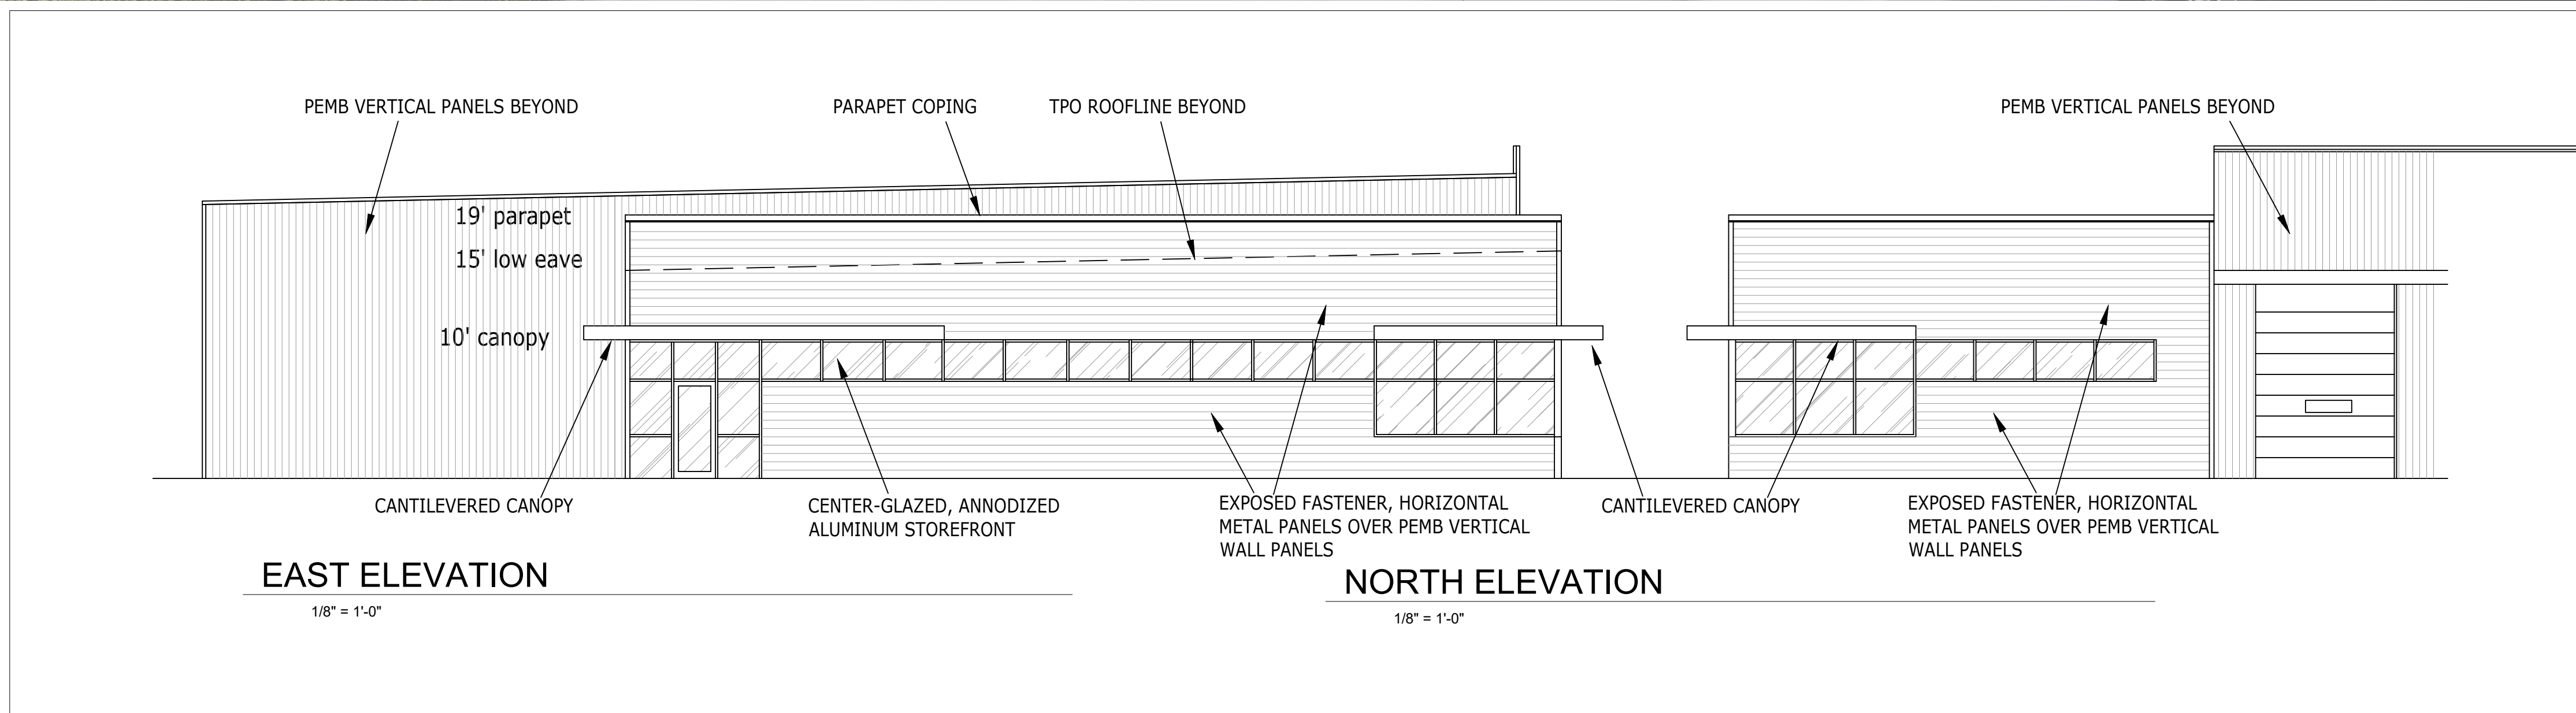 PEMB VERTICAL PANELS BEYOND
PARAPET COPING
TPO ROOFLINE BEYOND
PEMB VERTICAL PANELS BEYOND
19' parapet
15' low eave
10' canopy
CANTILEVERED CANOPY
CENTER-GLAZED, ANNODIZED
ALUMINUM STOREFRONT
EXPOSED FASTENER, HORIZONTAL
METAL PANELS OVER PEMB VERTICAL
WALL PANELS
CANTILEVERED CANOPY
EXPOSED FASTENER, HORIZONTAL
METAL PANELS OVER PEMB VERTICAL
WALL PANELS
EAST ELEVATION
1/8" = 1'-0"
NORTH ELEVATION
1/8" = 1'-0"